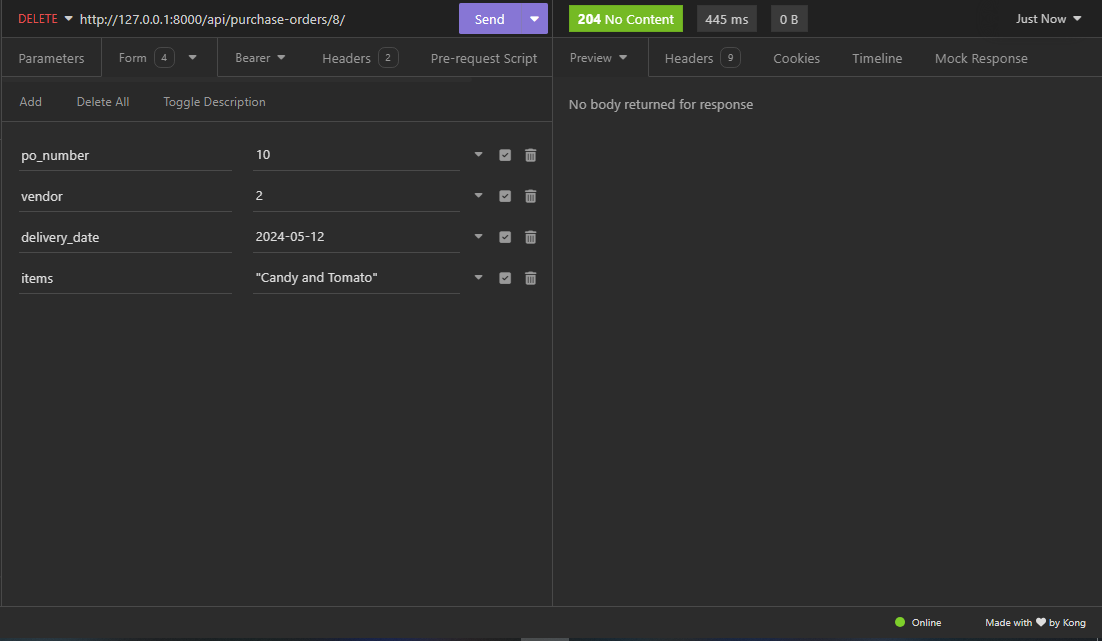 DELETE http://127.0.0.1:8000/api/purchase-orders/8/ Send
204 No Content 445 ms 0 B Just Now
Parameters Form 4 Bearer Headers 2 Pre-request Script
Preview Headers 9 Cookies Timeline Mock Response
Add Delete All Toggle Description
No body returned for response
po_number 10
vendor 2
delivery_date 2024-05-12
items "Candy and Tomato"
Online Made with ❤ by Kong